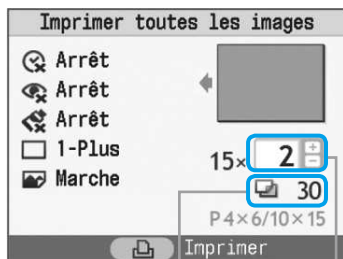 Imprimer toutes les images
Arrêt
Arrêt
Arrêt
1-Plus
Marche
15× 2
30
P 4×6/10×15
Imprimer